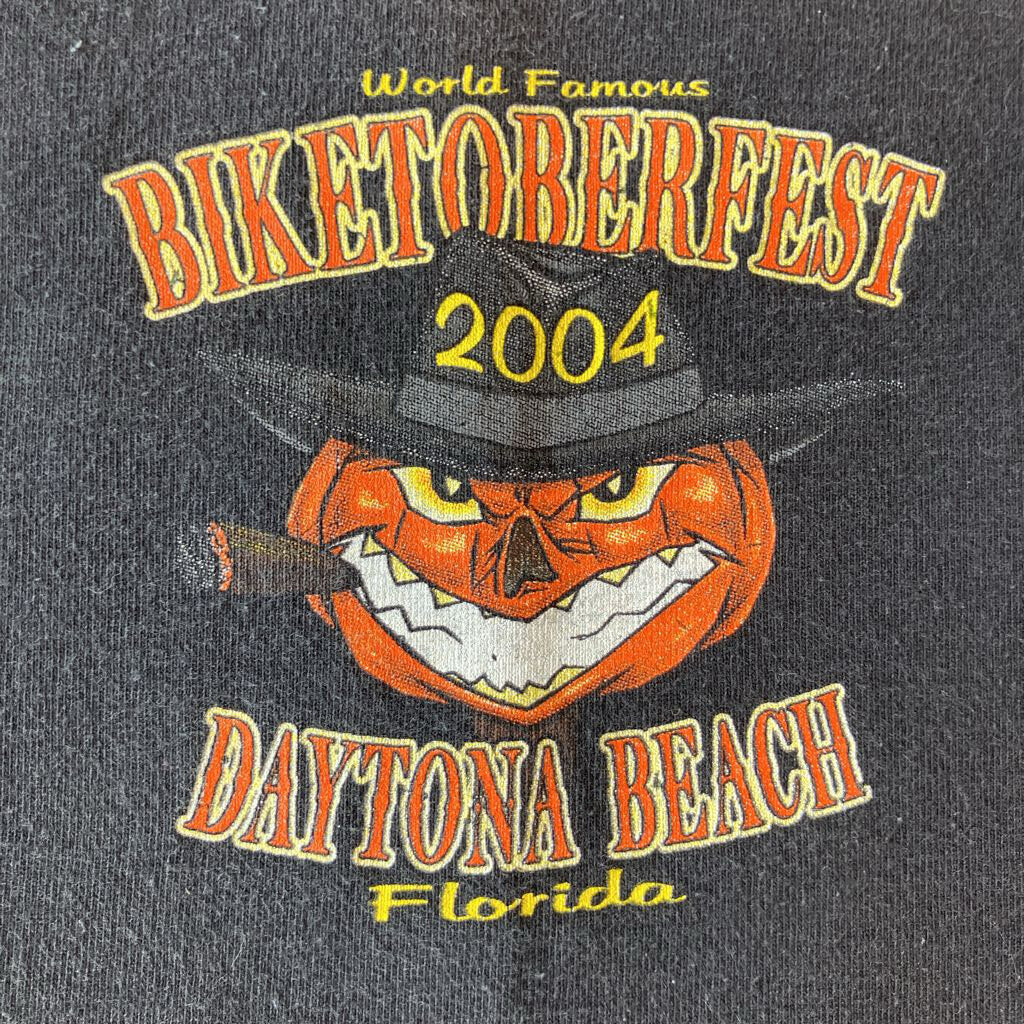 World Famous
BIKETOBERFEST
2004
DAYTONA BEACH
Florida